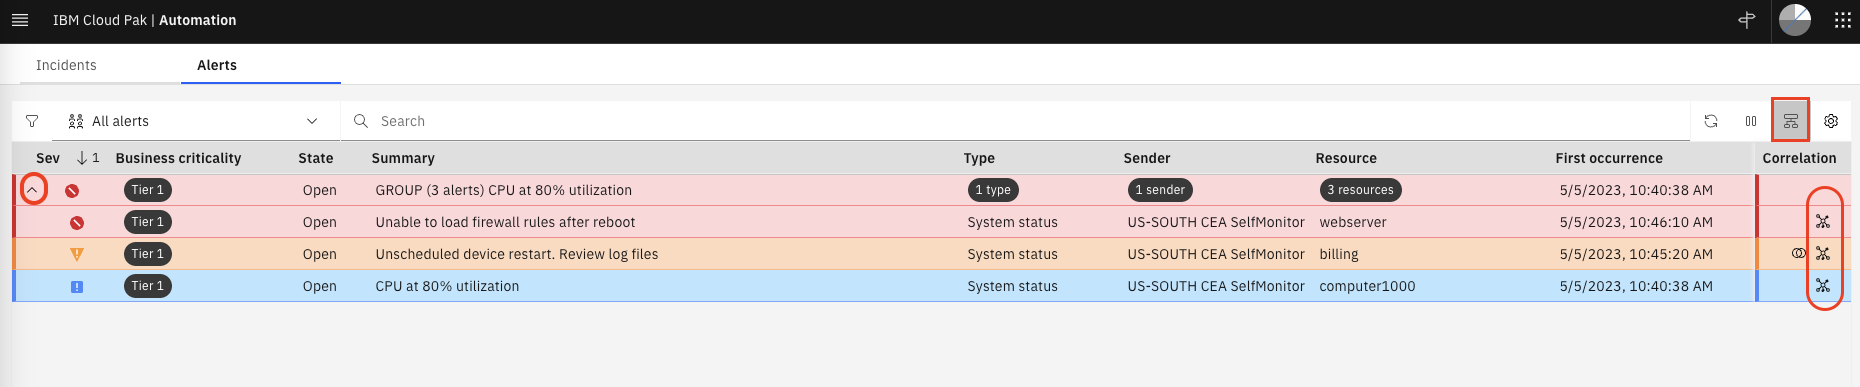 IBM Cloud Pak | Automation
Incidents Alerts
All alerts Search
Sev 1 Business criticality State Summary Type Sender Resource First occurrence Correlation
Tier 1 Open GROUP (3 alerts) CPU at 80% utilization 1 type 1 sender 3 resources 5/5/2023, 10:40:38 AM
Tier 1 Open Unable to load firewall rules after reboot System status US-SOUTH CEA SelfMonitor webserver 5/5/2023, 10:46:10 AM
Tier 1 Open Unscheduled device restart. Review log files System status US-SOUTH CEA SelfMonitor billing 5/5/2023, 10:45:20 AM
Tier 1 Open CPU at 80% utilization System status US-SOUTH CEA SelfMonitor computer1000 5/5/2023, 10:40:38 AM